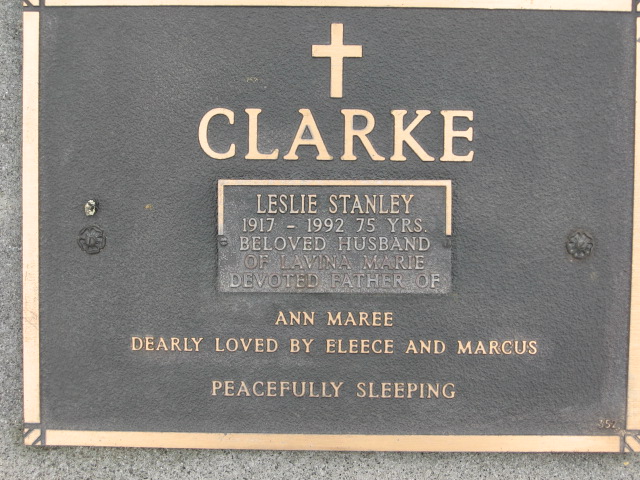 CLARKE
LESLIE STANLEY
1917 - 1992 75 YRS.
BELOVED HUSBAND
OF LAVINA MARIE
DEVOTED FATHER OF
ANN MAREE
DEARLY LOVED BY ELEECE AND MARCUS
PEACEFULLY SLEEPING